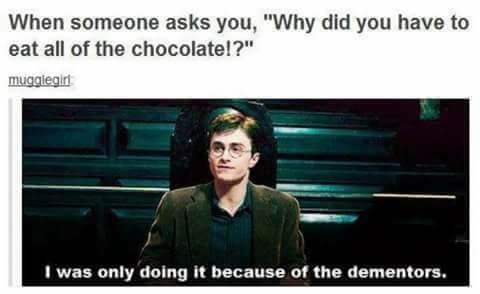 When someone asks you, "Why did you have to
eat all of the chocolate!?"
mugglegirl:
I was only doing it because of the dementors.